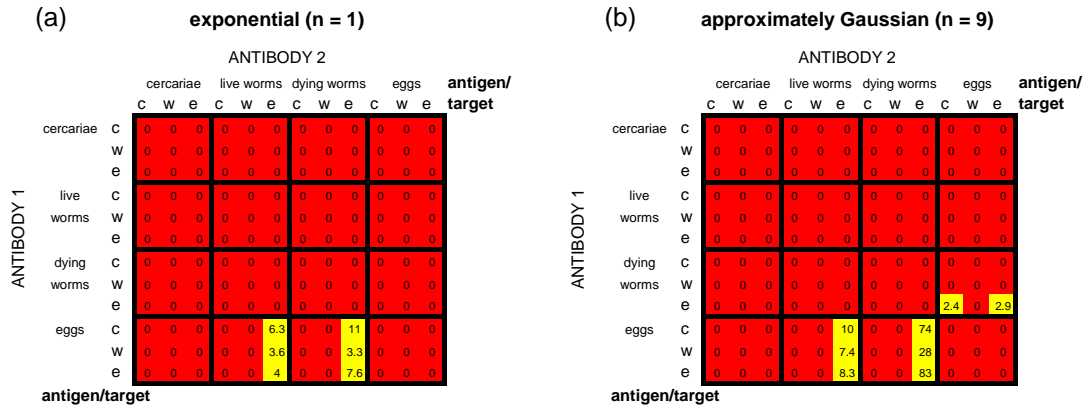 (a) exponential (n = 1)
ANTIBODY 2
cercariae live worms dying worms eggs antigen/
c w e c w e c w e c w e target
cercariae c 0 0 0 0 0 0 0 0 0 0 0 0
w 0 0 0 0 0 0 0 0 0 0 0 0
e 0 0 0 0 0 0 0 0 0 0 0 0
live c 0 0 0 0 0 0 0 0 0 0 0 0
worms w 0 0 0 0 0 0 0 0 0 0 0 0
e 0 0 0 0 0 0 0 0 0 0 0 0
dying c 0 0 0 0 0 0 0 0 0 0 0 0
worms w 0 0 0 0 0 0 0 0 0 0 0 0
e 0 0 0 0 0 0 0 0 0 0 0 0
eggs c 0 0 0 0 0 6.3 0 0 11 0 0 0
w 0 0 0 0 0 3.6 0 0 3.3 0 0 0
e 0 0 0 0 0 4 0 0 7.6 0 0 0
ANTIBODY 1
antigen/target
(b) approximately Gaussian (n = 9)
ANTIBODY 2
cercariae live worms dying worms eggs antigen/
c w e c w e c w e c w e target
cercariae c 0 0 0 0 0 0 0 0 0 0 0 0
w 0 0 0 0 0 0 0 0 0 0 0 0
e 0 0 0 0 0 0 0 0 0 0 0 0
live c 0 0 0 0 0 0 0 0 0 0 0 0
worms w 0 0 0 0 0 0 0 0 0 0 0 0
e 0 0 0 0 0 0 0 0 0 0 0 0
dying c 0 0 0 0 0 0 0 0 0 0 0 0
worms w 0 0 0 0 0 0 0 0 0 0 0 0
e 0 0 0 0 0 0 0 0 0 2.4 0 2.9
eggs c 0 0 0 0 0 10 0 0 74 0 0 0
w 0 0 0 0 0 7.4 0 0 28 0 0 0
e 0 0 0 0 0 8.3 0 0 83 0 0 0
ANTIBODY 1
antigen/target